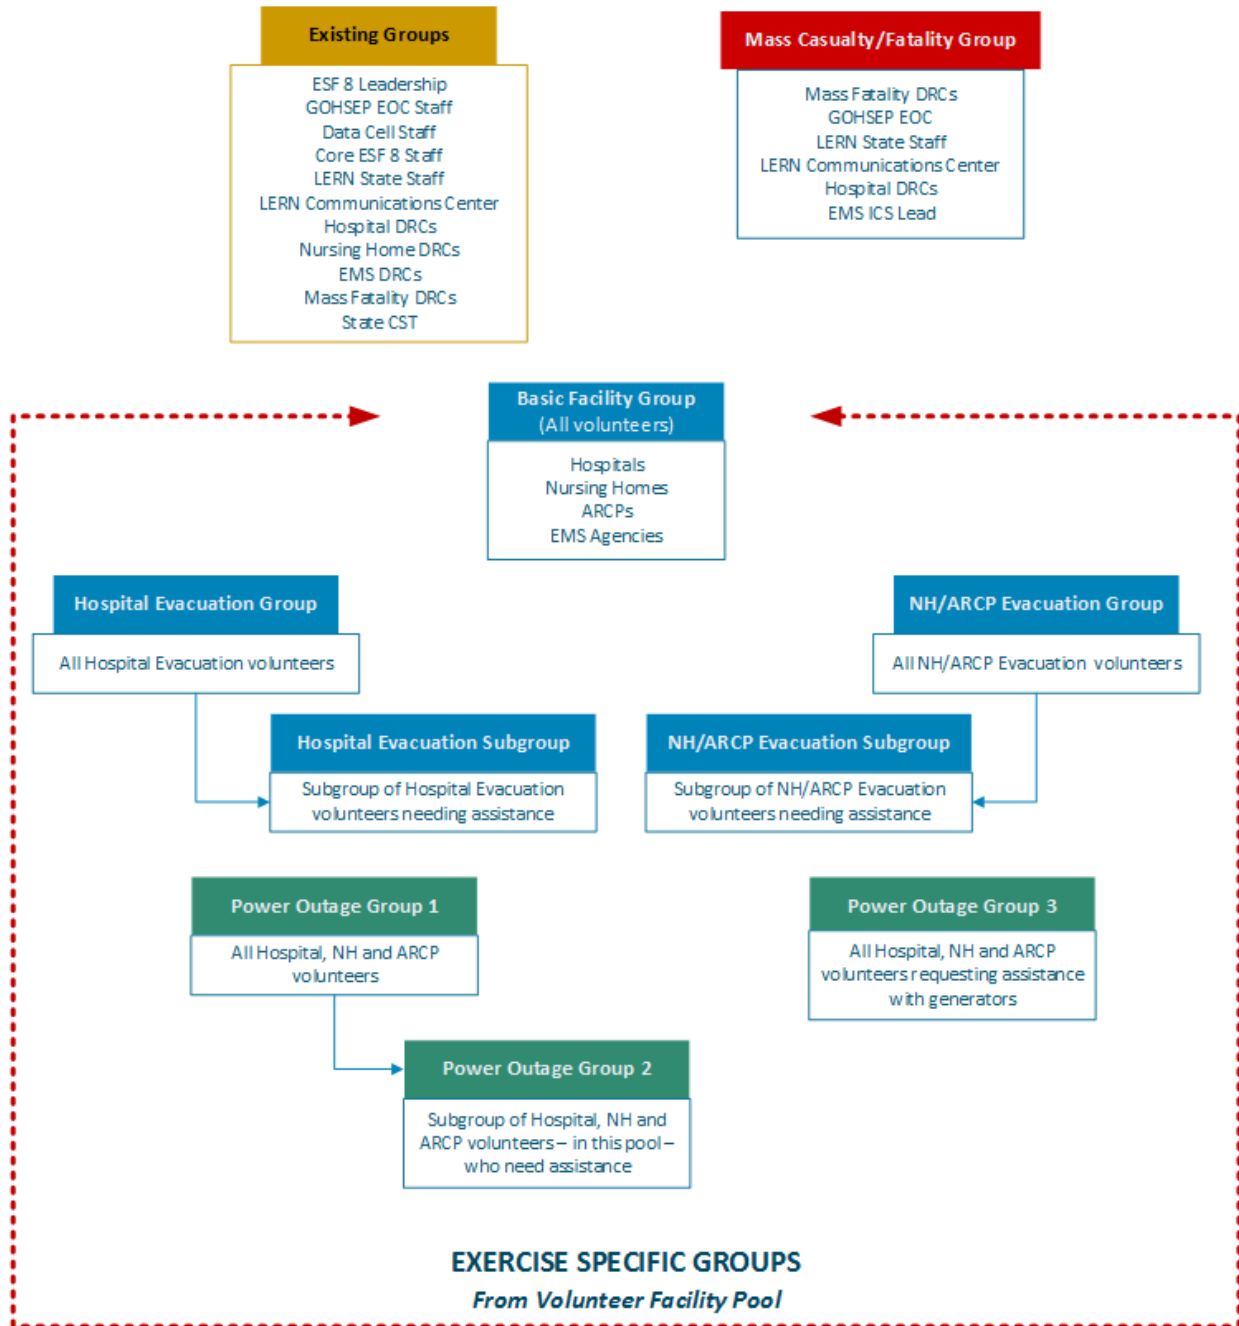 Existing Groups
ESF 8 Leadership
GOHSEP EOC Staff
Data Cell Staff
Core ESF 8 Staff
LERN State Staff
LERN Communications Center
Hospital DRCs
Nursing Home DRCs
EMS DRCs
Mass Fatality DRCs
State CST
Mass Casualty/Fatality Group
Mass Fatality DRCs
GOHSEP EOC
LERN State Staff
LERN Communications Center
Hospital DRCs
EMS ICS Lead
Basic Facility Group
(All volunteers)
Hospitals
Nursing Homes
ARCPs
EMS Agencies
Hospital Evacuation Group
All Hospital Evacuation volunteers
NH/ARCP Evacuation Group
All NH/ARCP Evacuation volunteers
Hospital Evacuation Subgroup
Subgroup of Hospital Evacuation
volunteers needing assistance
NH/ARCP Evacuation Subgroup
Subgroup of NH/ARCP Evacuation
volunteers needing assistance
Power Outage Group 1
All Hospital, NH and ARCP
volunteers
Power Outage Group 3
All Hospital, NH and ARCP
volunteers requesting assistance
with generators
Power Outage Group 2
Subgroup of Hospital, NH and
ARCP volunteers – in this pool –
who need assistance
EXERCISE SPECIFIC GROUPS
From Volunteer Facility Pool